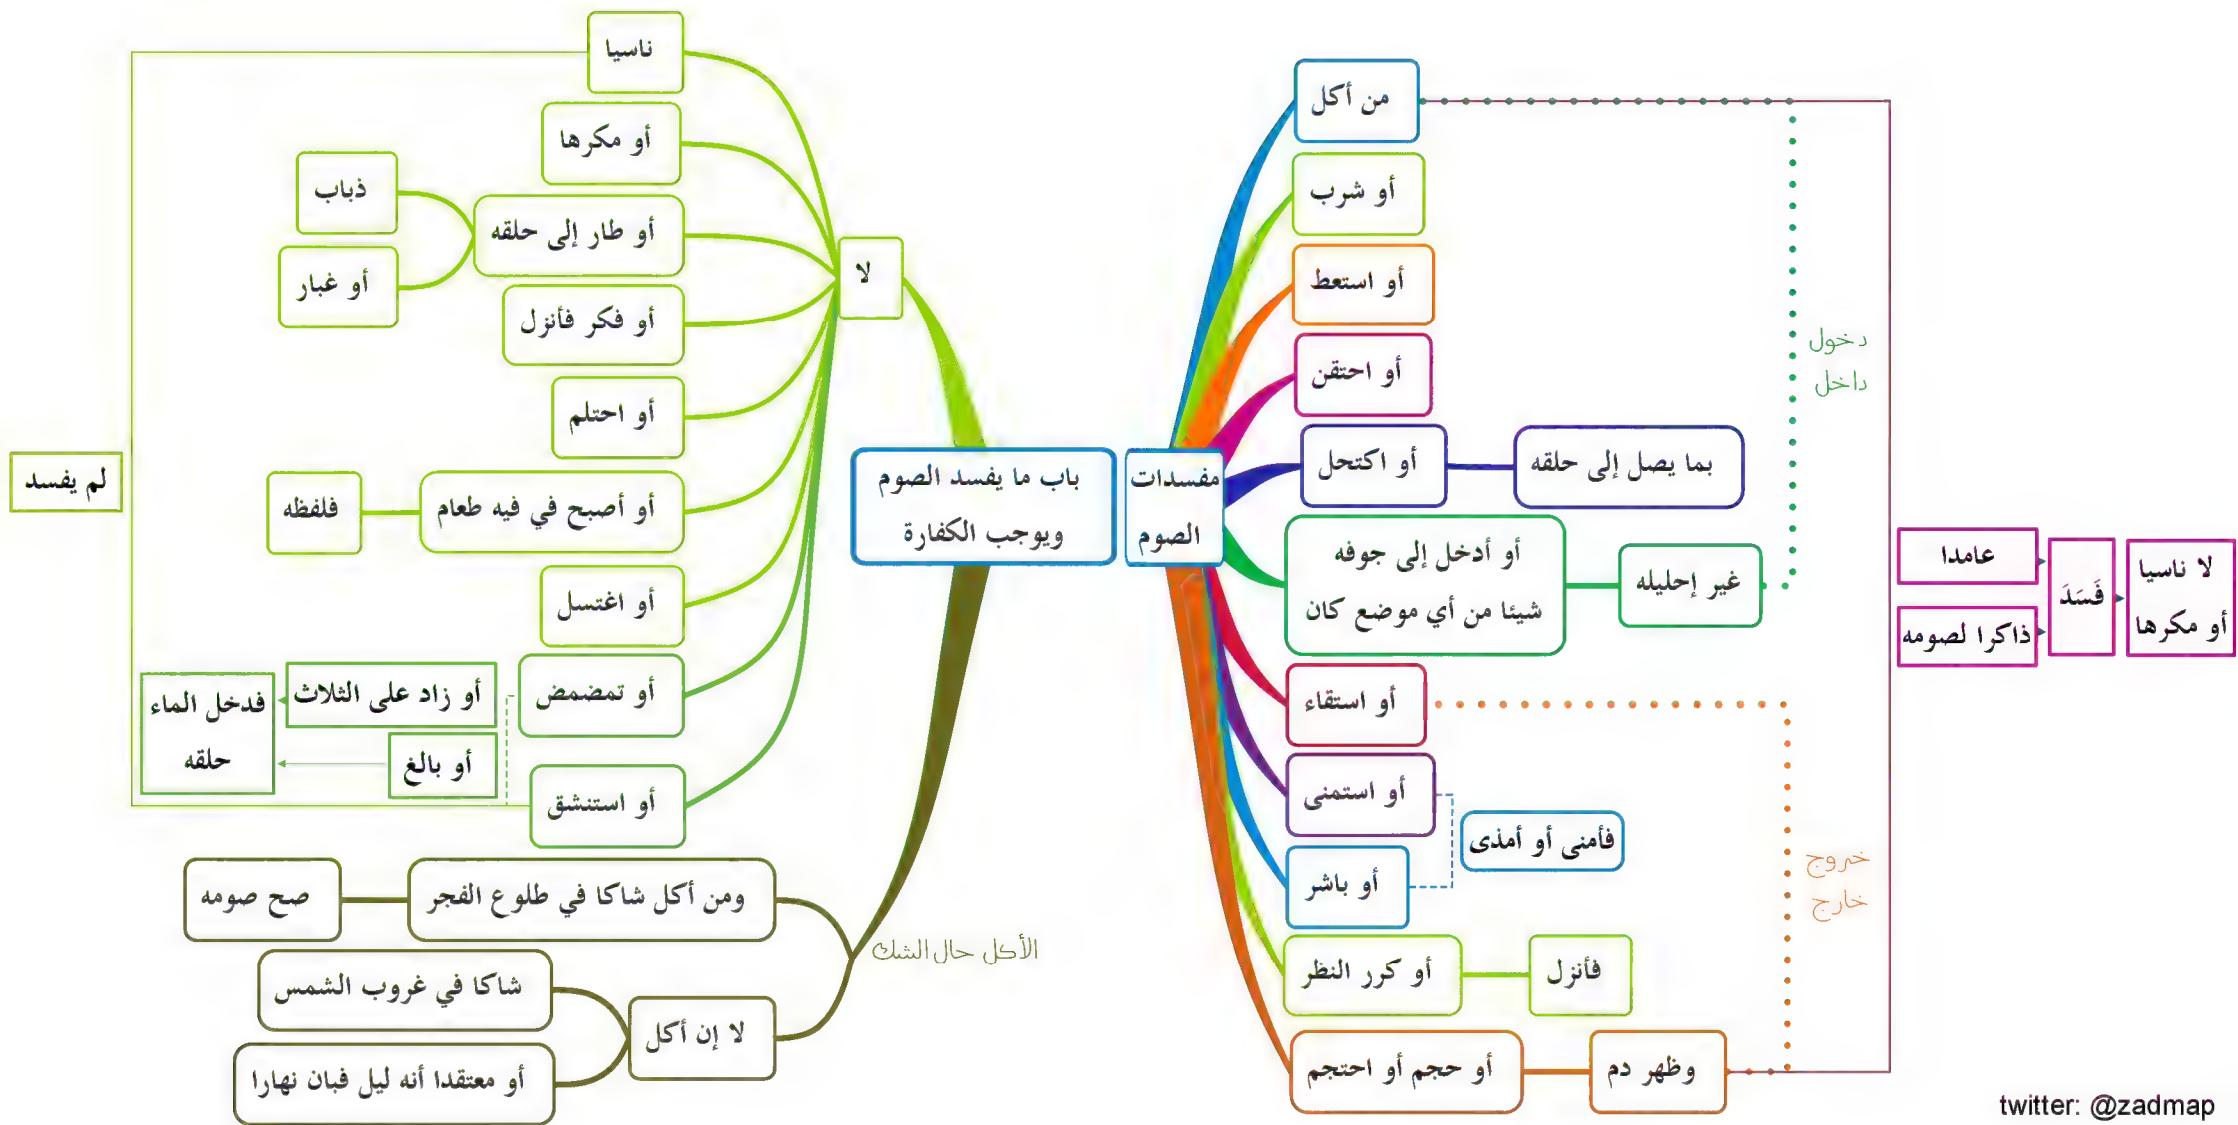 باب ما يفسد الصوم
ويوجب الكفارة
مفسدات
الصوم
من أكل
أو شرب
أو استعط
أو احتقن
أو اكتحل
بما يصل إلى حلقه
أو أدخل إلى جوفه
شيئا من أي موضع كان
غير إحليله
دخول
داخل
أو استقاء
أو استمنى
أو باشر
فأمنى أو أمذى
أو كرر النظر
فأنزل
أو حجم أو احتجم
وظهر دم
خروج
خارج
عامدا
ذاكرا لصومه
فَسَدَ
لا ناسيا
أو مكرها
لا
ناسيا
أو مكرها
أو طار إلى حلقه
ذباب
أو غبار
أو فكر فأنزل
أو احتلم
أو أصبح في فيه طعام
فلفظه
أو اغتسل
أو تمضمض
أو استنشق
أو زاد على الثلاث
أو بالغ
فدخل الماء
حلقه
لم يفسد
الأكل حال الشك
ومن أكل شاكا في طلوع الفجر
صح صومه
لا إن أكل
شاكا في غروب الشمس
أو معتقدا أنه ليل فبان نهارا
twitter: @zadmap